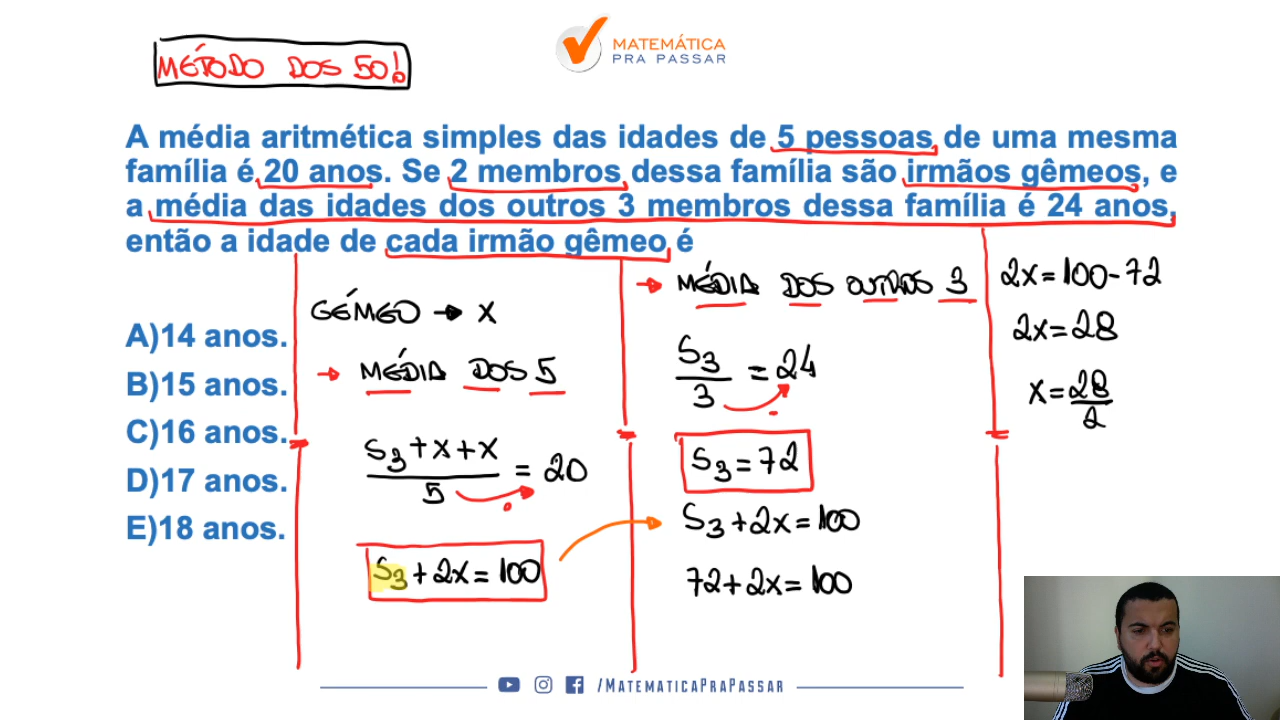 MÉTODO DOS 50!
MATEMÁTICA
PRA PASSAR
A média aritmética simples das idades de 5 pessoas de uma mesma
família é 20 anos. Se 2 membros dessa família são irmãos gêmeos, e
a média das idades dos outros 3 membros dessa família é 24 anos,
então a idade de cada irmão gêmeo é
A)14 anos.
B)15 anos.
C)16 anos.
D)17 anos.
E)18 anos.
GÊMEO → X
→ MÉDIA DOS 5
S3 + X + X
5
= 20
S3 + 2X = 100
→ MÉDIA DOS OUTROS 3
S3
3
= 24
S3 = 72
S3 + 2X = 100
72 + 2X = 100
2X = 100 - 72
2X = 28
X = 28
2
/MATEMATICAPRAPASSAR